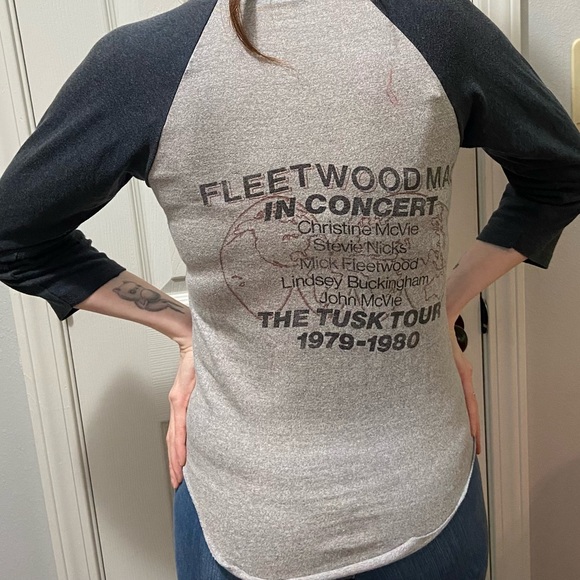 FLEETWOOD MAC
IN CONCERT
Christine McVie
Stevie Nicks
Mick Fleetwood
Lindsey Buckingham
John McVie
THE TUSK TOUR
1979-1980